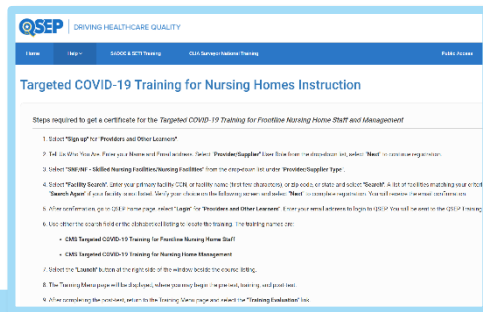 QSEP DRIVING HEALTHCARE QUALITY
Home Help SADOC & SETI Training CLIA Surveyor National Training Public Access
Targeted COVID-19 Training for Nursing Homes Instruction
Steps required to get a certificate for the Targeted COVID-19 Training for Frontline Nursing Home Staff and Management
1. Select "Sign up" for "Providers and Other Learners"
2. Tell Us Who You Are. Enter your Name and Email address. Select "Provider/Supplier" User Role from the drop-down list, select "Next" to continue registration.
3. Select "SNF/NF - Skilled Nursing Facilities/Nursing Facilities" from the drop-down list under "Provider/Supplier Type".
4. Select "Facility Search". Enter your primary facility CCN, or facility name (first few characters), or zip code, or state and select "Search". A list of facilities matching your criteri
"Search Again" if your facility is not listed. Verify your choice on the following screen and select "Next" to complete registration. You will receive the email confirmation.
5. After confirmation, go to QSEP home page, select "Login" for "Providers and Other Learners". Enter your email address to login to QSEP. You will be sent to the QSEP Training
6. Use either the search field or the alphabetical listing to locate the training. The training names are:
• CMS Targeted COVID-19 Training for Frontline Nursing Home Staff
• CMS Targeted COVID-19 Training for Nursing Home Management
7. Select the "Launch" button at the right side of the window beside the course listing.
8. The Training Menu page will be displayed, where you may begin the pre-test, training, and post-test.
9. After completing the post-test, return to the Training Menu page and select the "Training Evaluation" link.